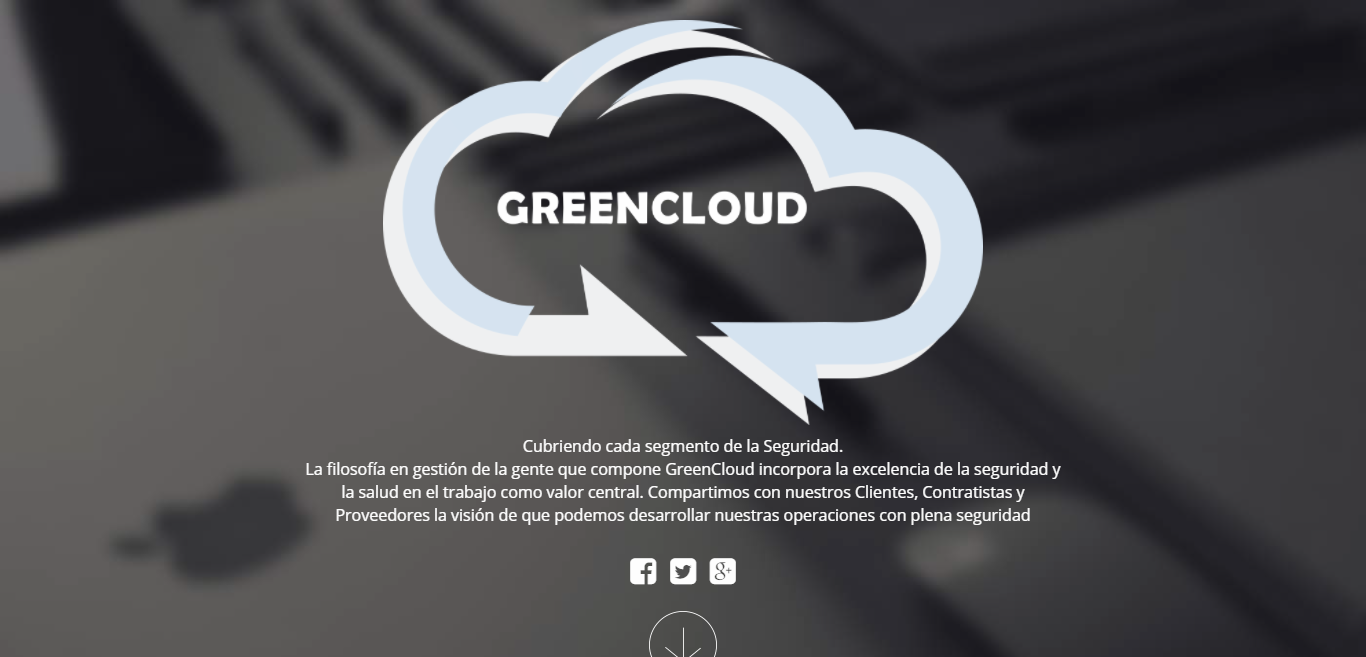 GREENCLOUD
Cubriendo cada segmento de la Seguridad.
La filosofía en gestión de la gente que compone GreenCloud incorpora la excelencia de la seguridad y
la salud en el trabajo como valor central. Compartimos con nuestros Clientes, Contratistas y
Proveedores la visión de que podemos desarrollar nuestras operaciones con plena seguridad